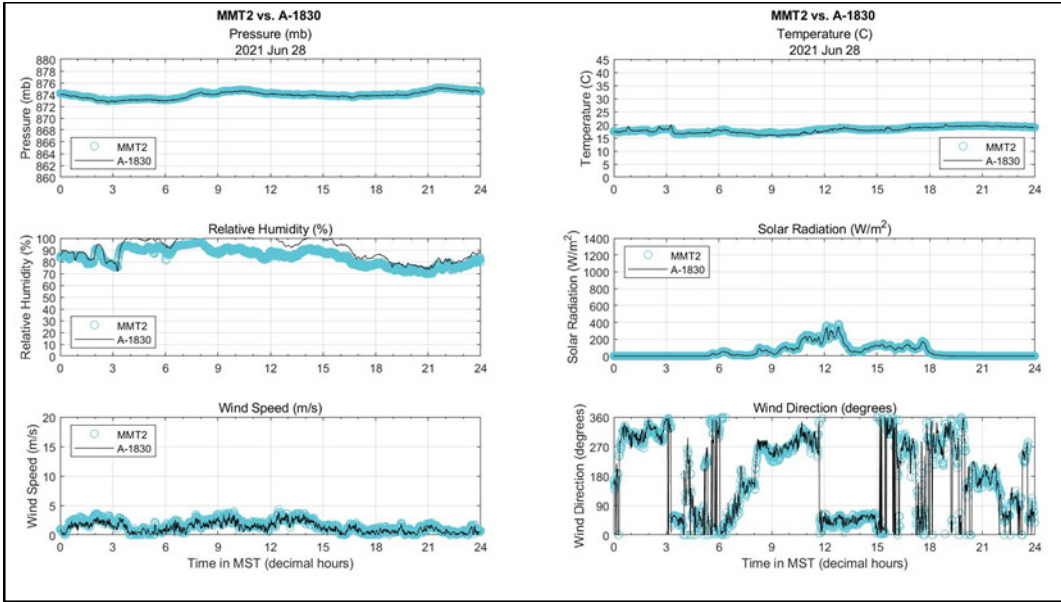 MMT2 vs. A-1830
Pressure (mb)
2021 Jun 28
Pressure (mb)
880
878
876
874
872
870
868
866
864
862
860
MMT2
A-1830
0 3 6 9 12 15 18 21 24
MMT2 vs. A-1830
Temperature (C)
2021 Jun 28
Temperature (C)
45
40
35
30
25
20
15
10
5
0
MMT2
A-1830
0 3 6 9 12 15 18 21 24
Relative Humidity (%)
Relative Humidity (%)
100
90
80
70
60
50
40
30
20
10
0
MMT2
A-1830
0 3 6 9 12 15 18 21 24
Solar Radiation (W/m²)
Solar Radiation (W/m²)
1400
1200
1000
800
600
400
200
0
MMT2
A-1830
0 3 6 9 12 15 18 21 24
Wind Speed (m/s)
Wind Speed (m/s)
20
15
10
5
0
MMT2
A-1830
0 3 6 9 12 15 18 21 24
Time in MST (decimal hours)
Wind Direction (degrees)
Wind Direction (degrees)
360
270
180
90
0
0 3 6 9 12 15 18 21 24
Time in MST (decimal hours)